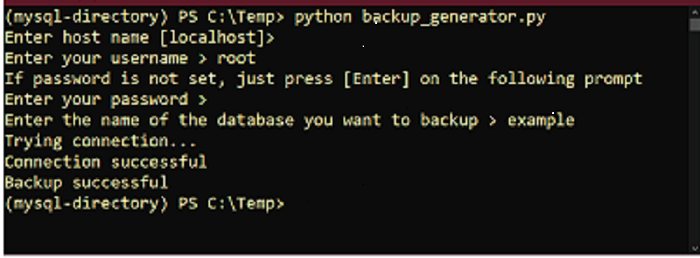 (mysql-directory) PS C:\Temp> python backup_generator.py
Enter host name [localhost]>
Enter your username > root
If password is not set, just press [Enter] on the following prompt
Enter your password >
Enter the name of the database you want to backup > example
Trying connection...
Connection successful
Backup successful
(mysql-directory) PS C:\Temp>